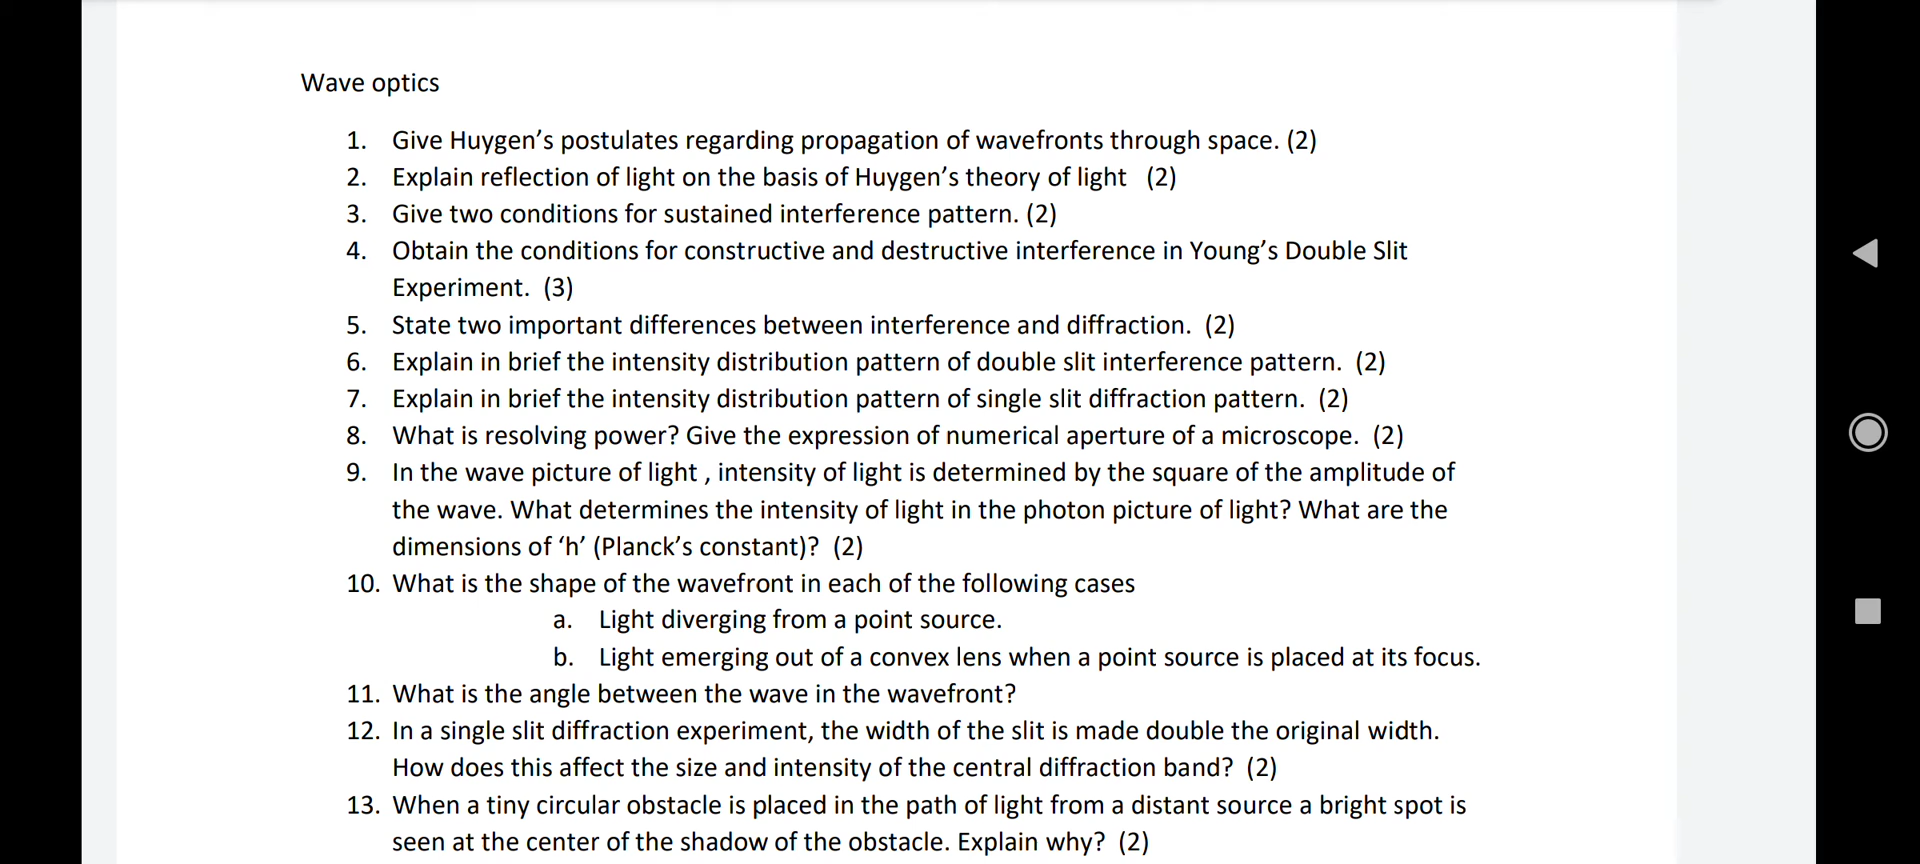 Wave optics
1. Give Huygen’s postulates regarding propagation of wavefronts through space. (2)
2. Explain reflection of light on the basis of Huygen’s theory of light (2)
3. Give two conditions for sustained interference pattern. (2)
4. Obtain the conditions for constructive and destructive interference in Young’s Double Slit
Experiment. (3)
5. State two important differences between interference and diffraction. (2)
6. Explain in brief the intensity distribution pattern of double slit interference pattern. (2)
7. Explain in brief the intensity distribution pattern of single slit diffraction pattern. (2)
8. What is resolving power? Give the expression of numerical aperture of a microscope. (2)
9. In the wave picture of light , intensity of light is determined by the square of the amplitude of
the wave. What determines the intensity of light in the photon picture of light? What are the
dimensions of ‘h’ (Planck’s constant)? (2)
10. What is the shape of the wavefront in each of the following cases
a. Light diverging from a point source.
b. Light emerging out of a convex lens when a point source is placed at its focus.
11. What is the angle between the wave in the wavefront?
12. In a single slit diffraction experiment, the width of the slit is made double the original width.
How does this affect the size and intensity of the central diffraction band? (2)
13. When a tiny circular obstacle is placed in the path of light from a distant source a bright spot is
seen at the center of the shadow of the obstacle. Explain why? (2)